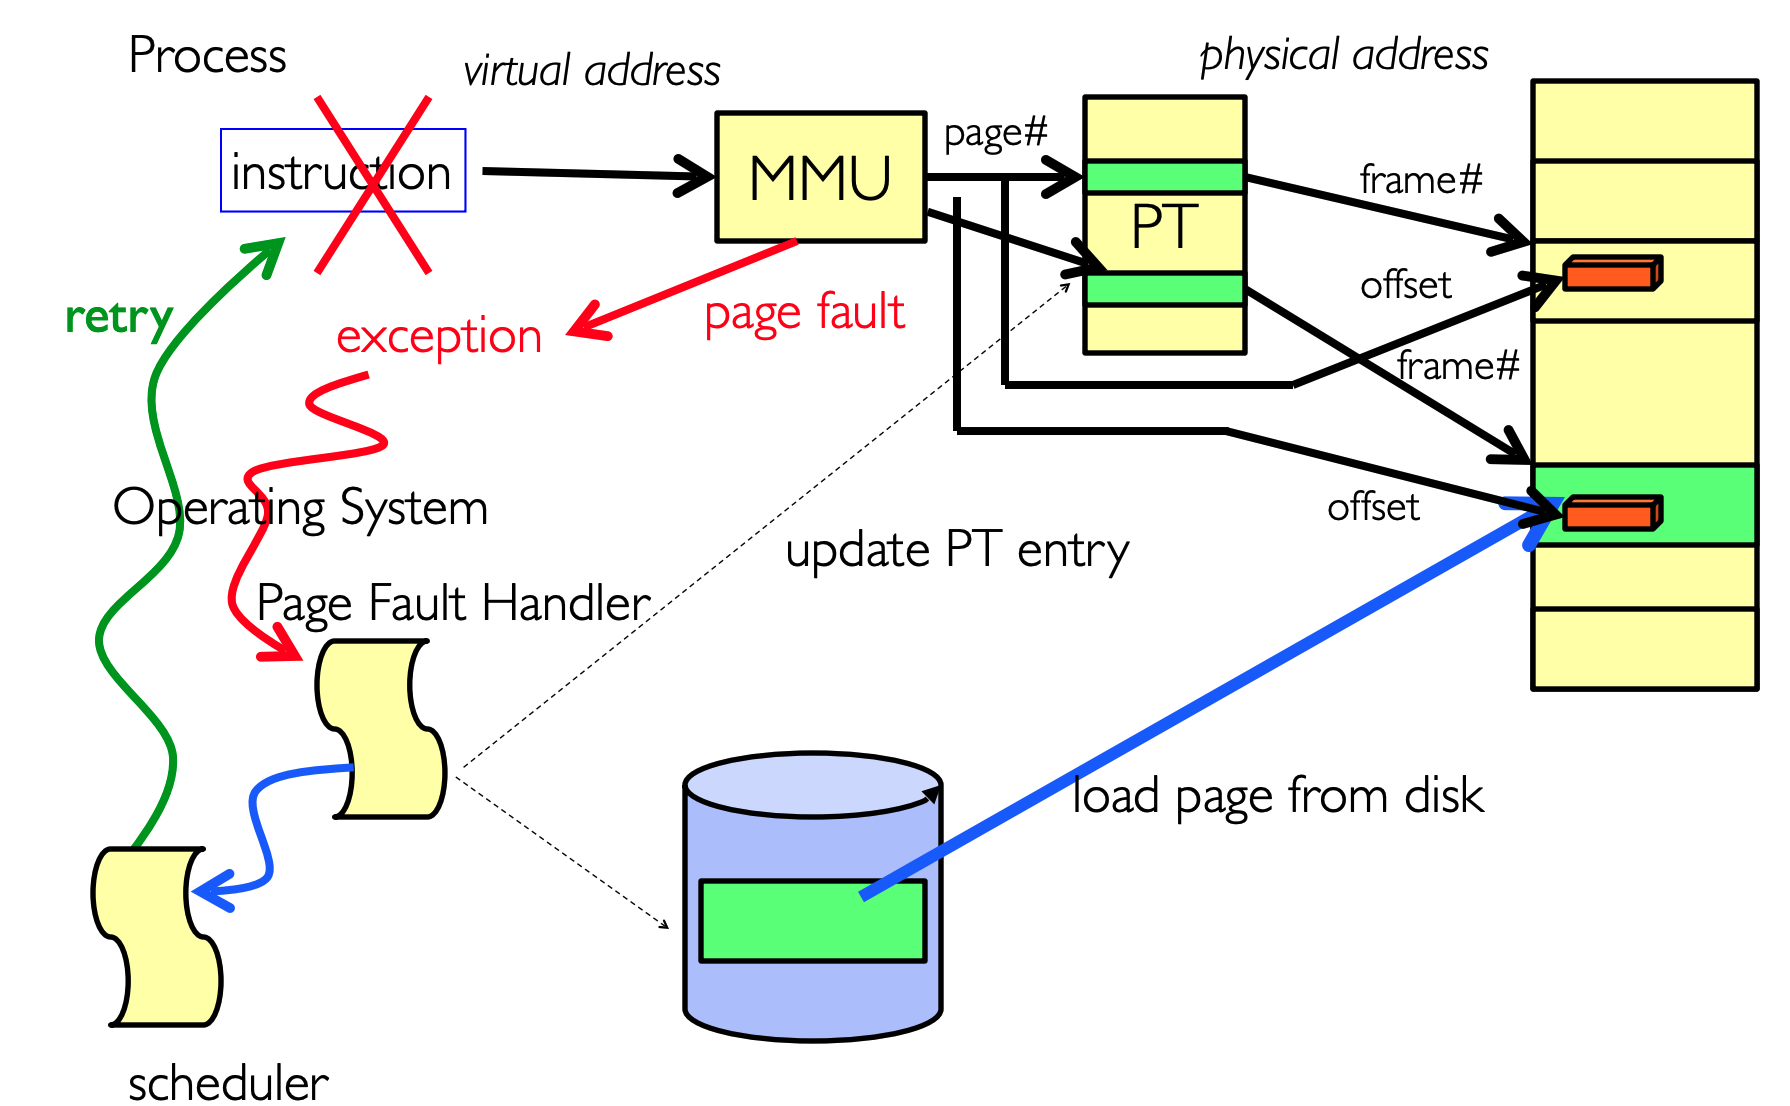 Process
virtual address
physical address
instruction
MMU
page#
PT
frame#
offset
retry
exception
page fault
frame#
offset
Operating System
update PT entry
Page Fault Handler
load page from disk
scheduler